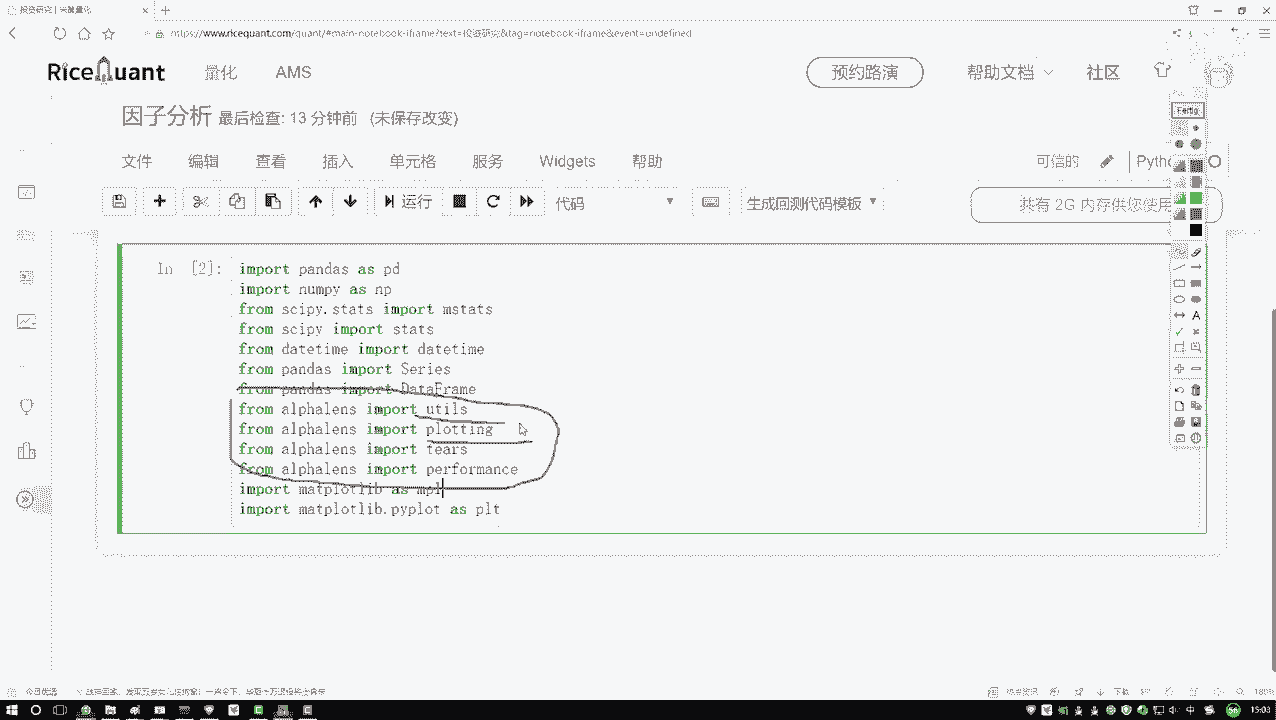 投资研究 | 米筐量化
https://www.ricequant.com/quant/#main-notebook-iframe?text=投资研究&tag=notebook-iframe&event=undefined
RiceQuant 量化 AMS 预约路演 帮助文档 社区
因子分析 最后检查: 13 分钟前 (未保存改变)
Fertig
文件 编辑 查看 插入 单元格 服务 Widgets 帮助 可信的
运行 代码 生成回测代码模板 共有 2G 内存供您使用
In [2]: import pandas as pd
import numpy as np
from scipy.stats import mstats
from scipy import stats
from datetime import datetime
from pandas import Series
from pandas import DataFrame
from alphalens import utils
from alphalens import plotting
from alphalens import tears
from alphalens import performance
import matplotlib as mpl
import matplotlib.pyplot as plt
下载
中 15:03